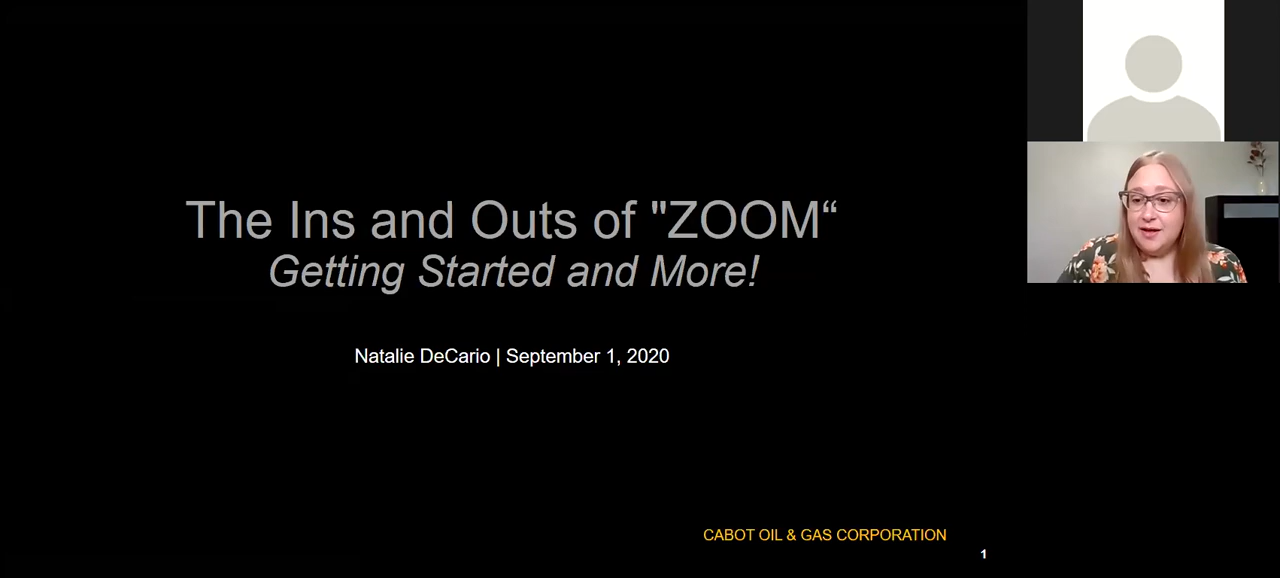 The Ins and Outs of "ZOOM“
Getting Started and More!
Natalie DeCario | September 1, 2020
CABOT OIL & GAS CORPORATION
1